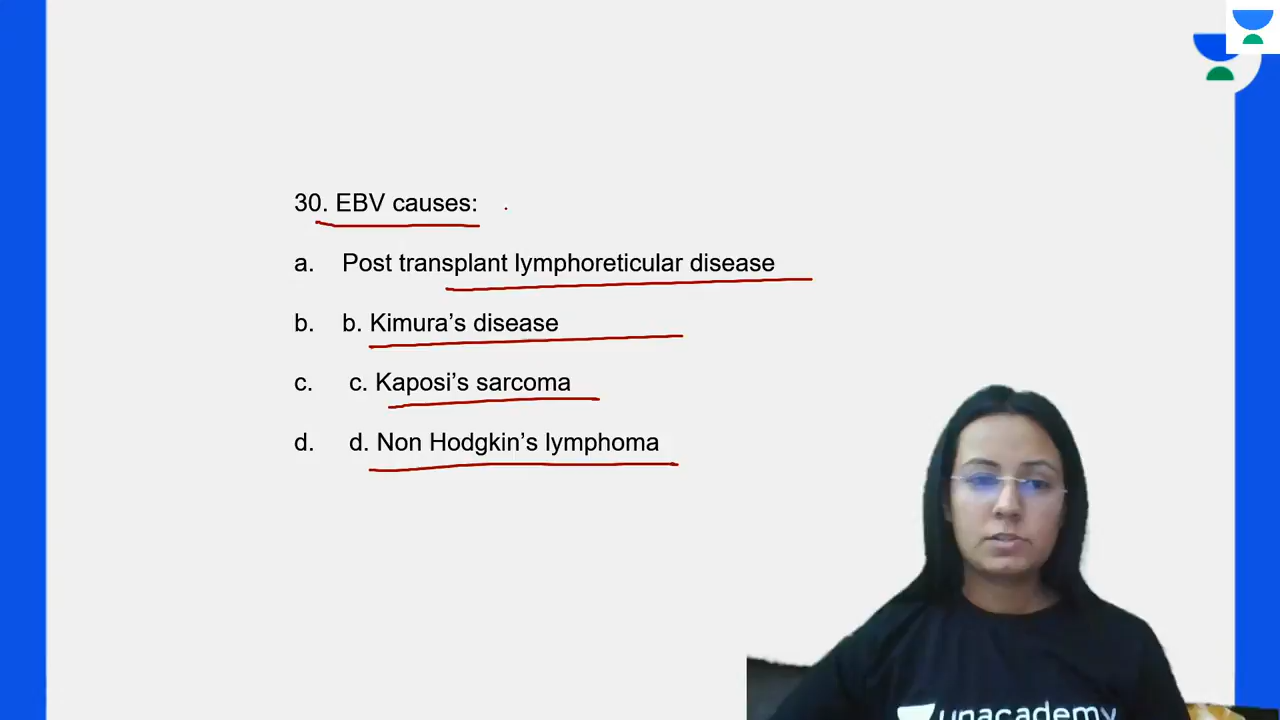 30. EBV causes:
a. Post transplant lymphoreticular disease
b. b. Kimura’s disease
c. c. Kaposi’s sarcoma
d. d. Non Hodgkin’s lymphoma
unacademy